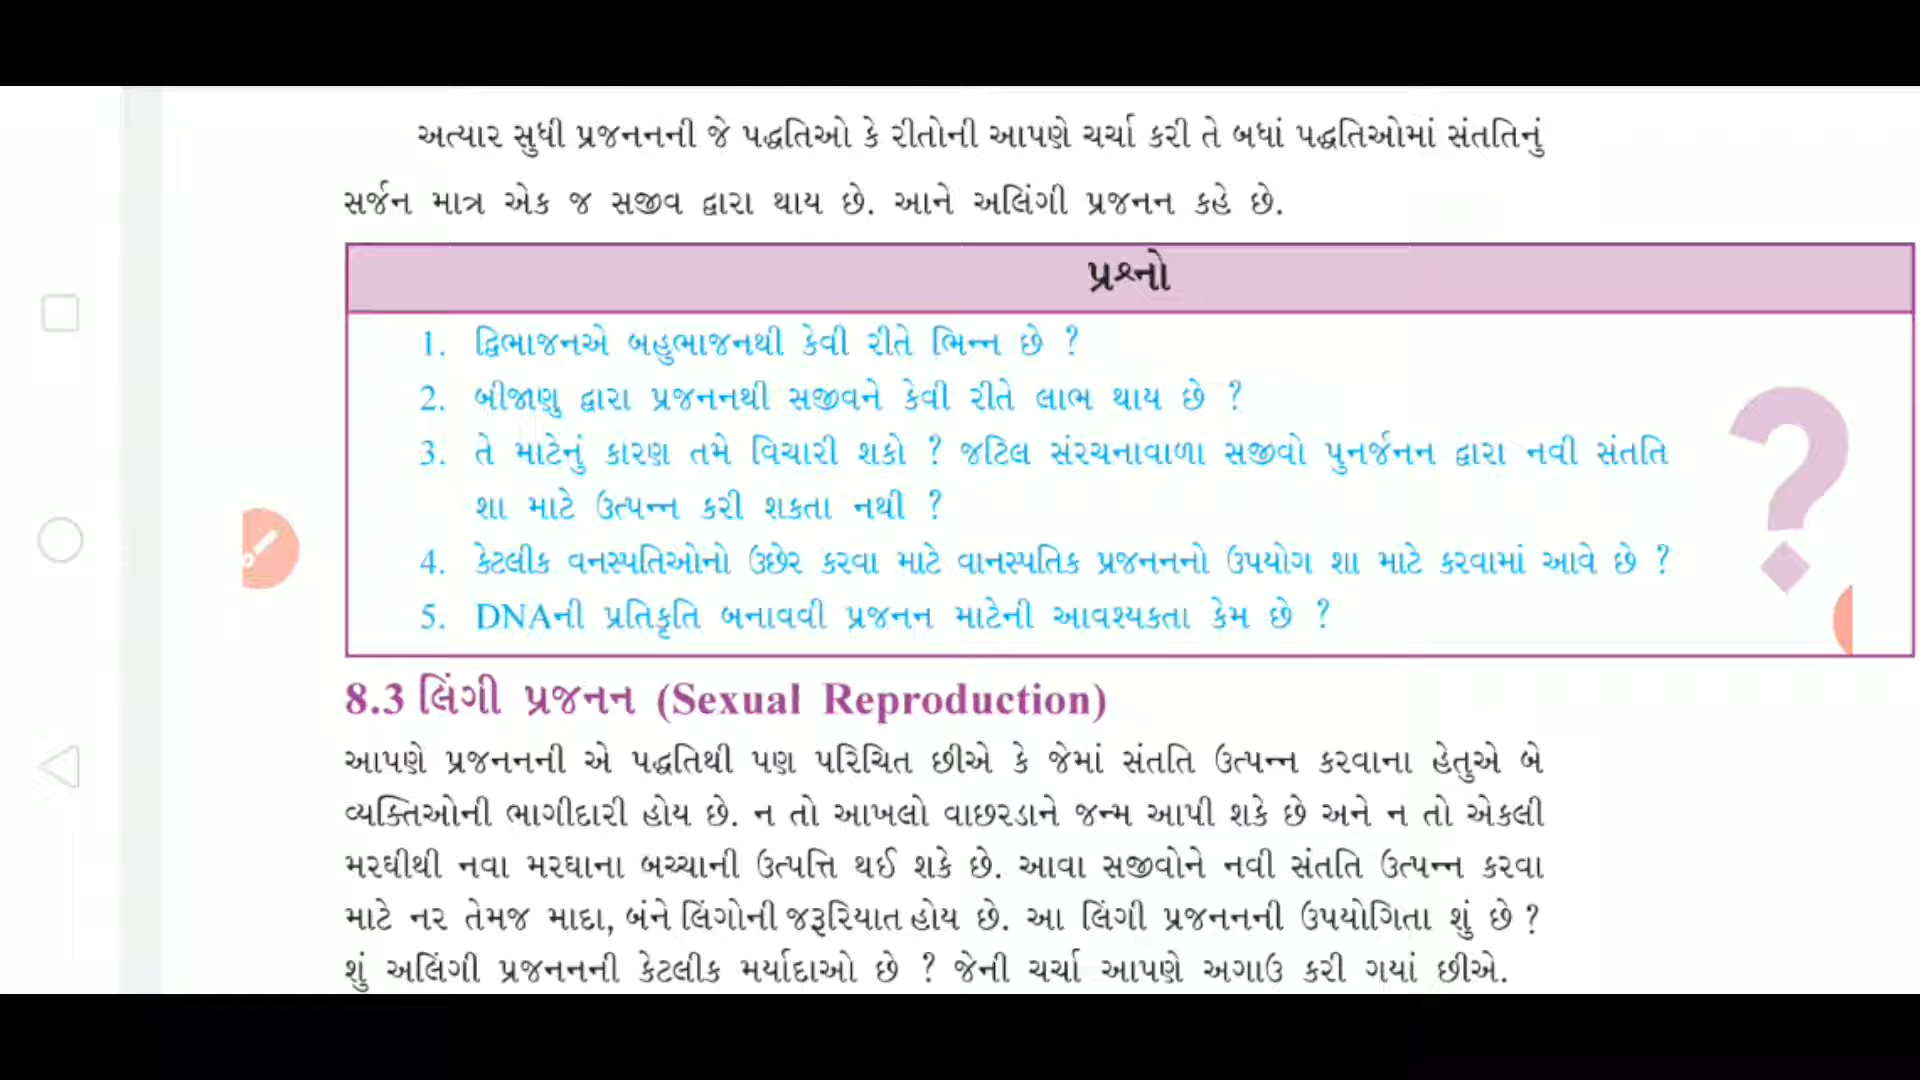 અત્યાર સુધી પ્રજનનની જે પદ્ધતિઓ કે રીતોની આપણે ચર્ચા કરી તે બધાં પદ્ધતિઓમાં સંતતિનું
સર્જન માત્ર એક જ સજીવ દ્વારા થાય છે. આને અલિંગી પ્રજનન કહે છે.
પ્રશ્નો
1. દ્વિભાજનએ બહુભાજનથી કેવી રીતે ભિન્ન છે ?
2. બીજાણુ દ્વારા પ્રજનનથી સજીવને કેવી રીતે લાભ થાય છે ?
3. તે માટેનું કારણ તમે વિચારી શકો ? જટિલ સંરચનાવાળા સજીવો પુનર્જનન દ્વારા નવી સંતતિ
શા માટે ઉત્પન્ન કરી શકતા નથી ?
4. કેટલીક વનસ્પતિઓનો ઉછેર કરવા માટે વાનસ્પતિક પ્રજનનનો ઉપયોગ શા માટે કરવામાં આવે છે ?
5. DNAની પ્રતિકૃતિ બનાવવી પ્રજનન માટેની આવશ્યકતા કેમ છે ?
?
8.3 લિંગી પ્રજનન (Sexual Reproduction)
આપણે પ્રજનનની એ પદ્ધતિથી પણ પરિચિત છીએ કે જેમાં સંતતિ ઉત્પન્ન કરવાના હેતુએ બે
વ્યક્તિઓની ભાગીદારી હોય છે. ન તો આખલો વાછરડાને જન્મ આપી શકે છે અને ન તો એકલી
મરઘીથી નવા મરઘાના બચ્ચાની ઉત્પત્તિ થઈ શકે છે. આવા સજીવોને નવી સંતતિ ઉત્પન્ન કરવા
માટે નર તેમજ માદા, બંને લિંગોની જરૂરિયાત હોય છે. આ લિંગી પ્રજનનની ઉપયોગિતા શું છે ?
શું અલિંગી પ્રજનનની કેટલીક મર્યાદાઓ છે ? જેની ચર્ચા આપણે અગાઉ કરી ગયાં છીએ.